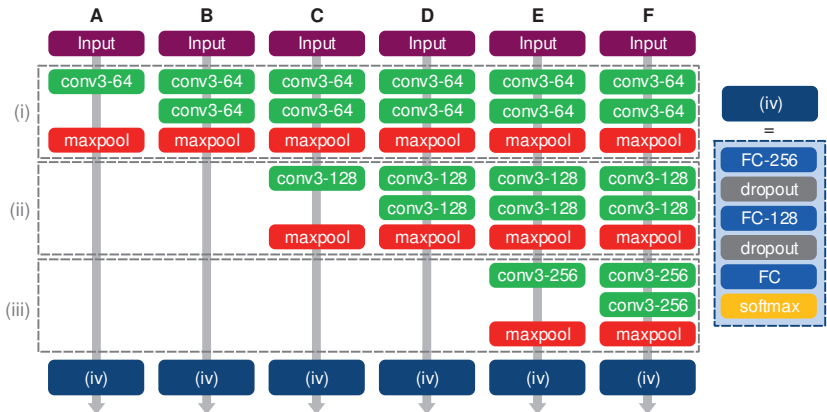 A B C D E F
Input Input Input Input Input Input
conv3-64 conv3-64 conv3-64 conv3-64 conv3-64 conv3-64
(i) conv3-64 conv3-64 conv3-64 conv3-64 conv3-64
maxpool maxpool maxpool maxpool maxpool maxpool
conv3-128 conv3-128 conv3-128 conv3-128
(ii) conv3-128 conv3-128 conv3-128
maxpool maxpool maxpool maxpool
conv3-256 conv3-256
(iii) conv3-256
maxpool maxpool
(iv) (iv) (iv) (iv) (iv) (iv)
(iv)
=
FC-256
dropout
FC-128
dropout
FC
softmax